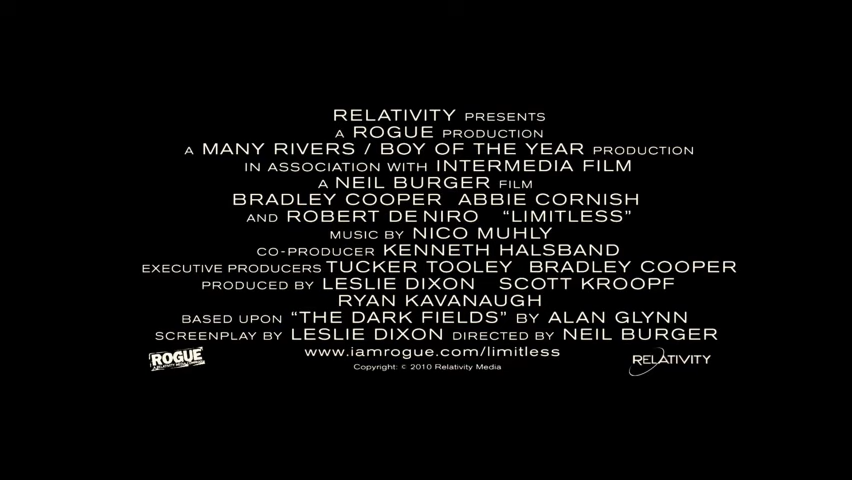 RELATIVITY PRESENTS
A ROGUE PRODUCTION
A MANY RIVERS / BOY OF THE YEAR PRODUCTION
IN ASSOCIATION WITH INTERMEDIA FILM
A NEIL BURGER FILM
BRADLEY COOPER ABBIE CORNISH
AND ROBERT DE NIRO “LIMITLESS”
MUSIC BY NICO MUHLY
CO-PRODUCER KENNETH HALSBAND
EXECUTIVE PRODUCERS TUCKER TOOLEY BRADLEY COOPER
PRODUCED BY LESLIE DIXON SCOTT KROOPF
RYAN KAVANAUGH
BASED UPON “THE DARK FIELDS” BY ALAN GLYNN
SCREENPLAY BY LESLIE DIXON DIRECTED BY NEIL BURGER
www.iamrogue.com/limitless
ROGUE
RELATIVITY
Copyright: © 2010 Relativity Media